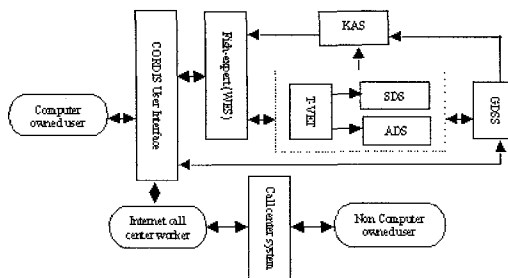 KAS
CORDIS User Interface
Fish-expert(WES)
T-VET
SDS
ADS
GDSS
Computer
owned user
Internet call
center worker
Call center
system
Non Computer
owned user